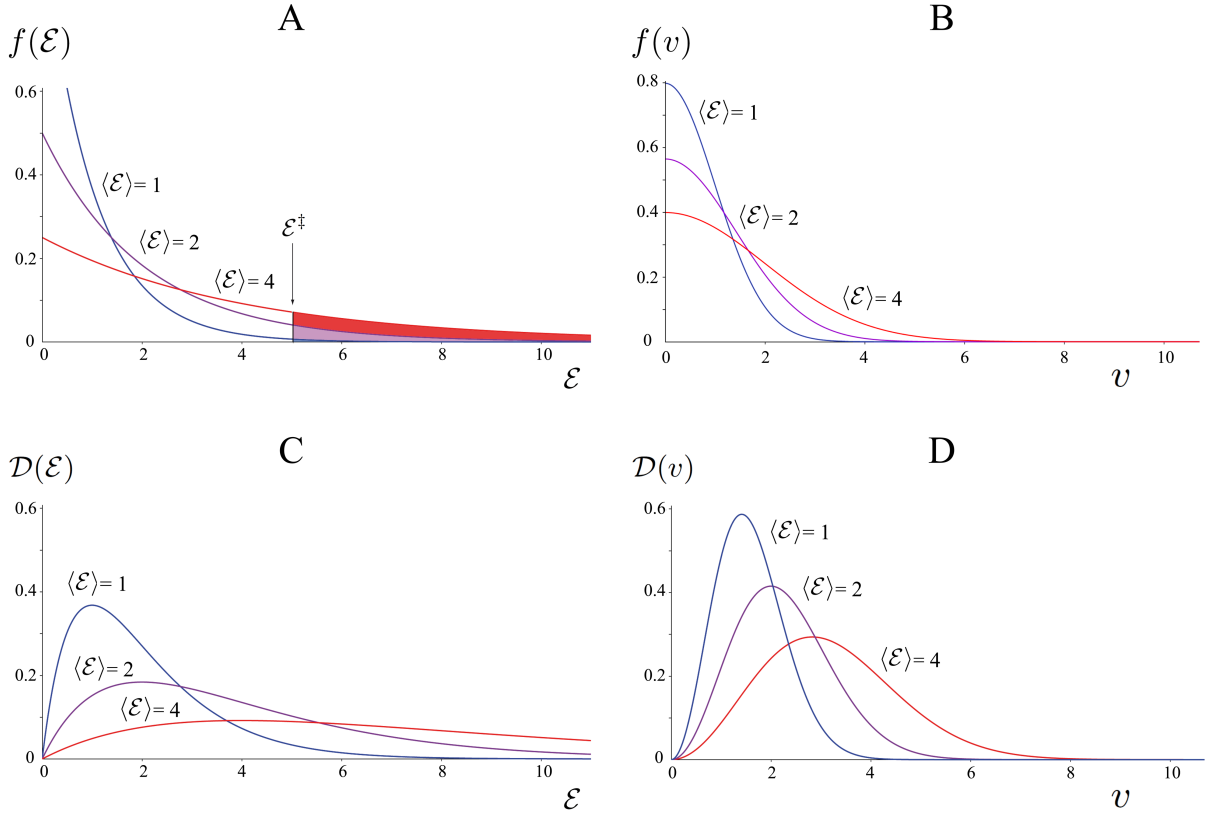 A
f(ℰ)
0.6
0.4
0.2
0
⟨ℰ⟩= 1
⟨ℰ⟩= 2
⟨ℰ⟩= 4
ℰ‡
0 2 4 6 8 10
ℰ
B
f(v)
0.8
0.6
0.4
0.2
0
⟨ℰ⟩= 1
⟨ℰ⟩= 2
⟨ℰ⟩= 4
0 2 4 6 8 10
v
C
𝒟(ℰ)
0.6
0.4
0.2
0
⟨ℰ⟩= 1
⟨ℰ⟩= 2
⟨ℰ⟩= 4
0 2 4 6 8 10
ℰ
D
𝒟(v)
0.6
0.4
0.2
0
⟨ℰ⟩= 1
⟨ℰ⟩= 2
⟨ℰ⟩= 4
0 2 4 6 8 10
v